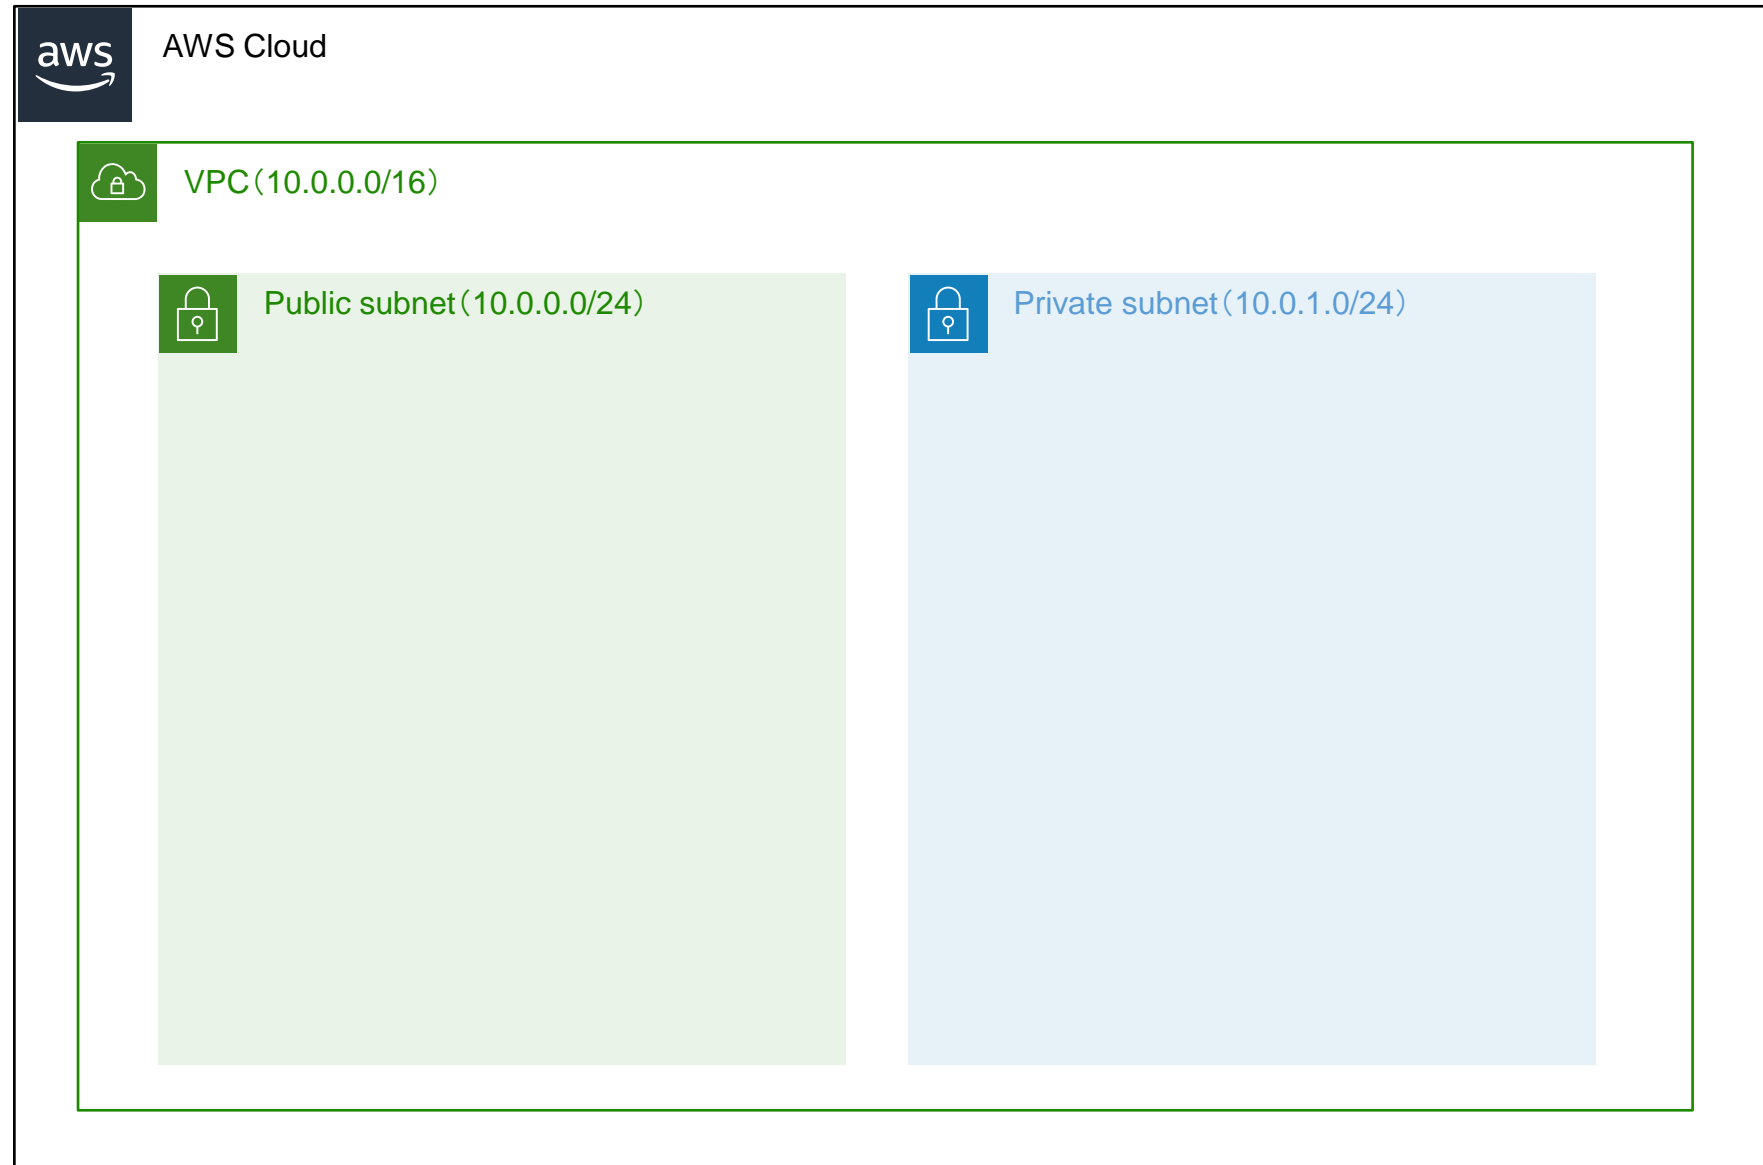 aws
AWS Cloud
VPC（10.0.0.0/16）
Public subnet（10.0.0.0/24）
Private subnet（10.0.1.0/24）